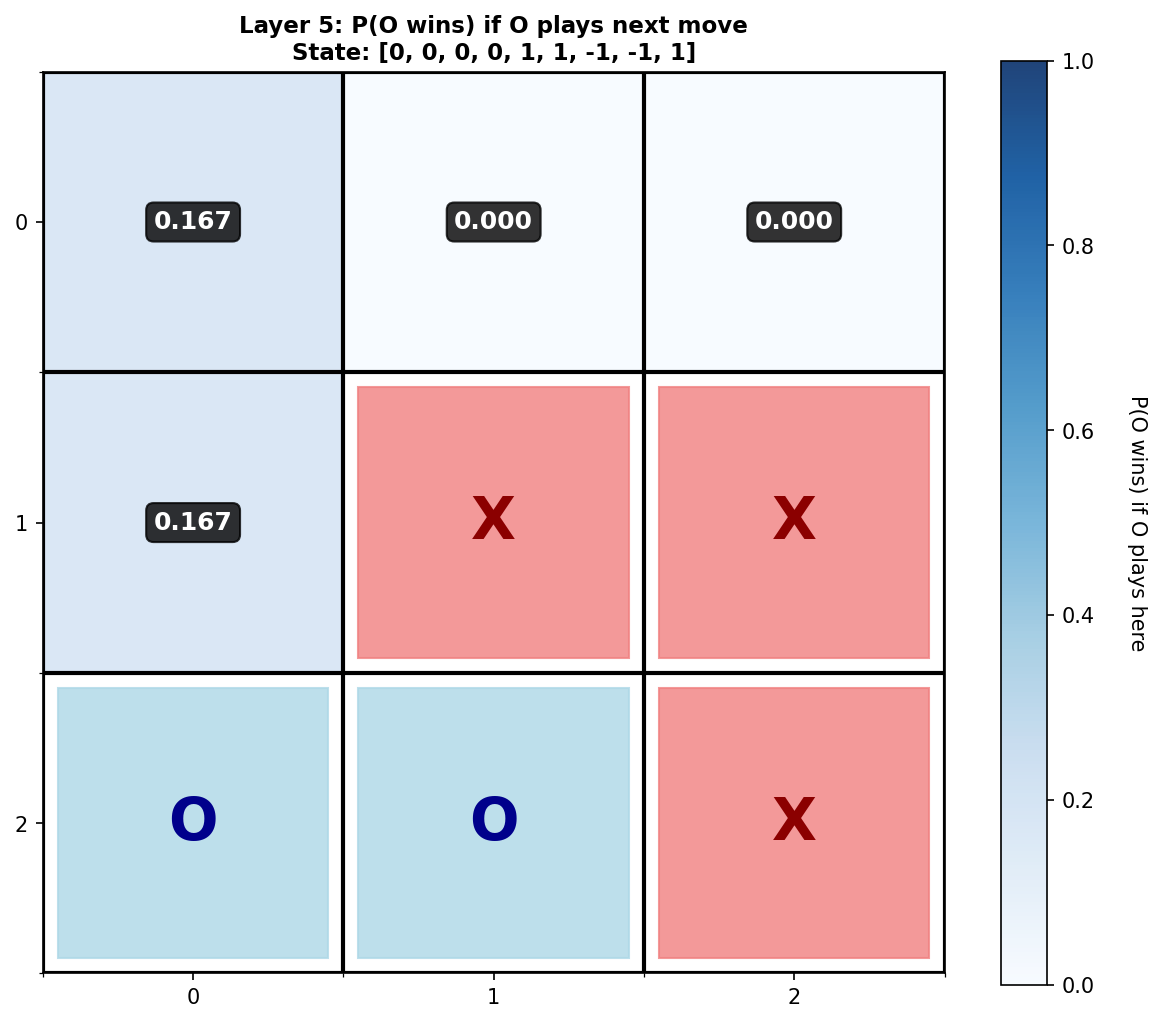 Layer 5: P(O wins) if O plays next move
State: [0, 0, 0, 0, 1, 1, -1, -1, 1]
0.167
0.000
0.000
0.167
X
X
O
O
X
0
1
2
0
1
2
1.0
0.8
0.6
0.4
0.2
0.0
P(O wins) if O plays here